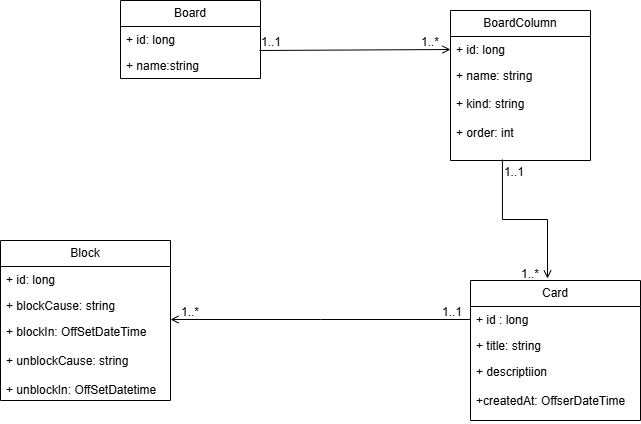 Board
+ id: long
+ name:string
1..1
1..*
BoardColumn
+ id: long
+ name: string
+ kind: string
+ order: int
1..1
1..*
Block
+ id: long
+ blockCause: string
+ blockIn: OffSetDateTime
+ unblockCause: string
+ unblockIn: OffSetDatetime
1..*
1..1
Card
+ id : long
+ title: string
+ descriptiion
+createdAt: OffserDateTime